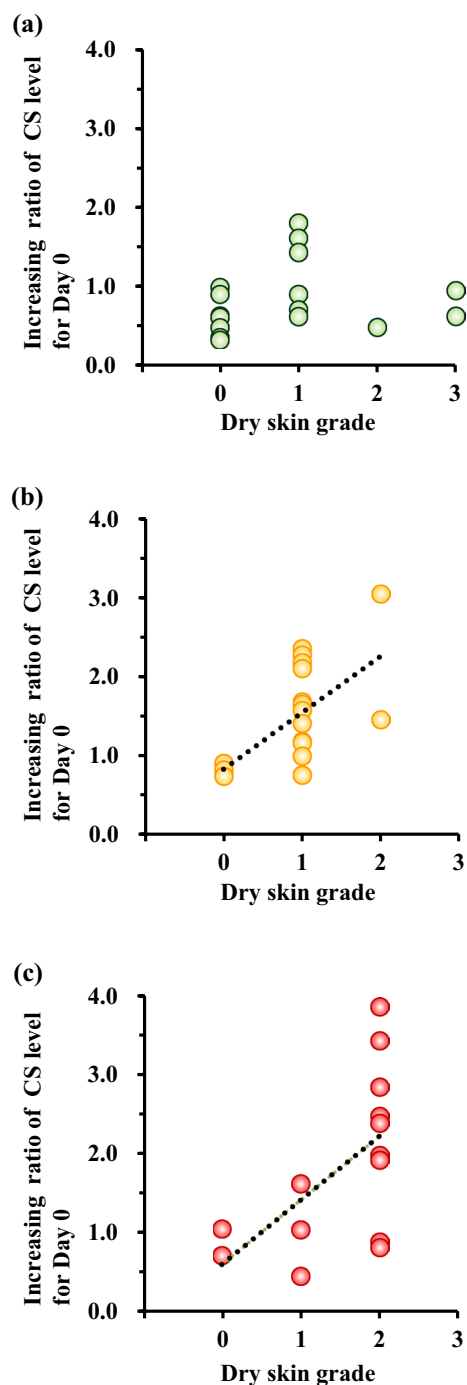 (a)
Increasing ratio of CS level
for Day 0
4.0
3.0
2.0
1.0
0.0
0 1 2 3
Dry skin grade
(b)
Increasing ratio of CS level
for Day 0
4.0
3.0
2.0
1.0
0.0
0 1 2 3
Dry skin grade
(c)
Increasing ratio of CS level
for Day 0
4.0
3.0
2.0
1.0
0.0
0 1 2 3
Dry skin grade